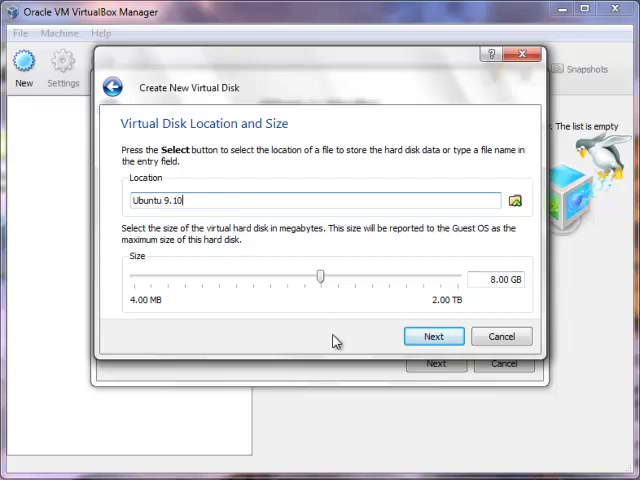 Oracle VM VirtualBox Manager
File Machine Help
New Settings Snapshots
Create New Virtual Disk
The list is empty
Virtual Disk Location and Size
Press the Select button to select the location of a file to store the hard disk data or type a file name in
the entry field.
Location
Ubuntu 9.10
Select the size of the virtual hard disk in megabytes. This size will be reported to the Guest OS as the
maximum size of this hard disk.
Size
8.00 GB
4.00 MB 2.00 TB
Next Cancel
Next Cancel